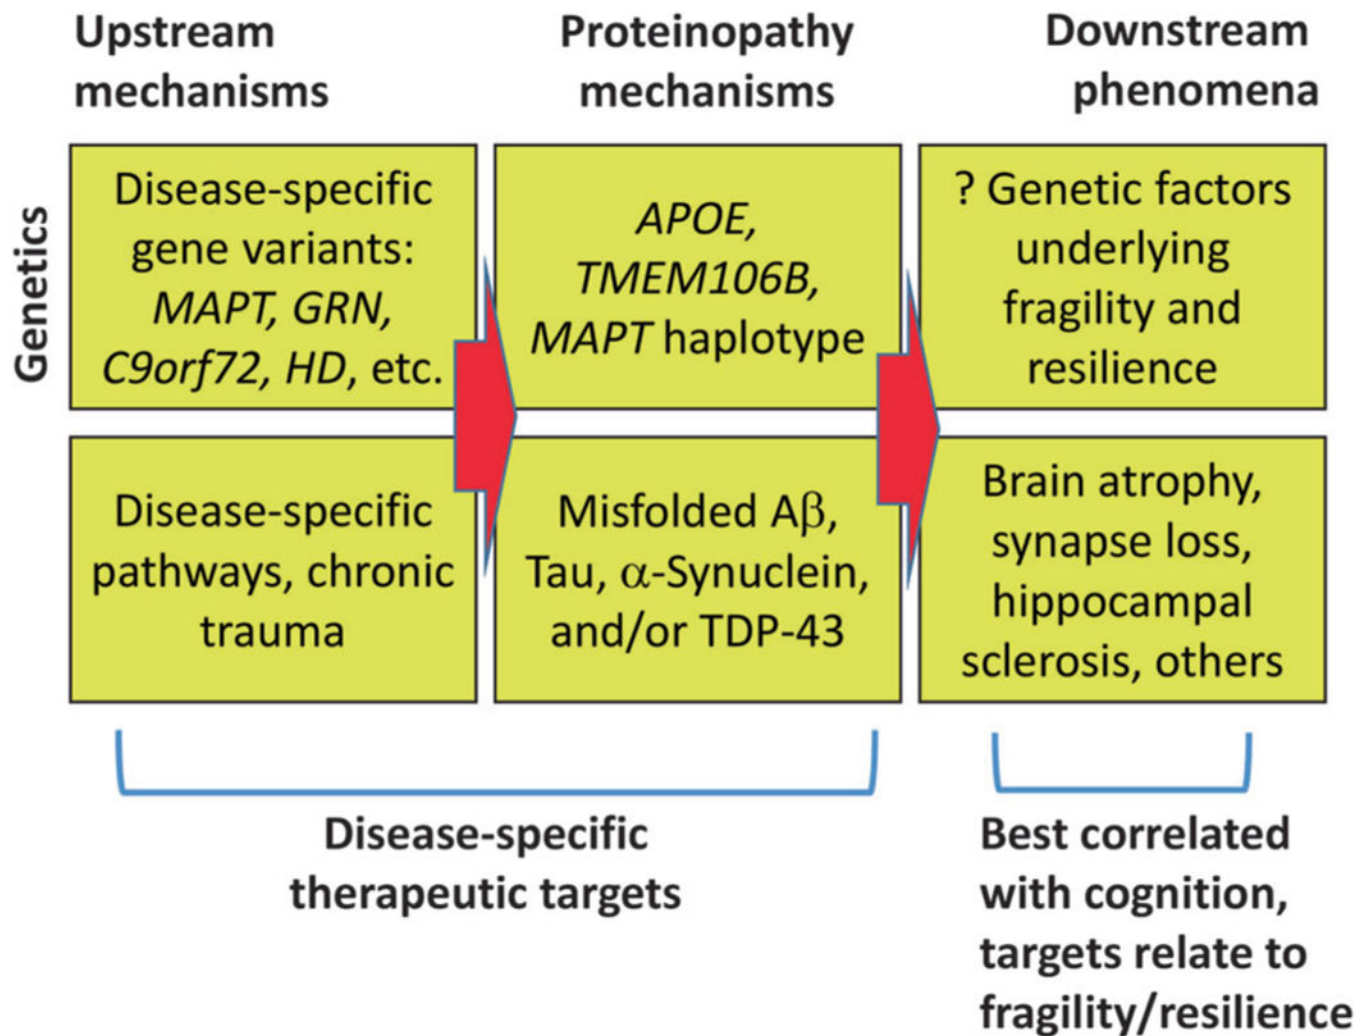 Upstream
mechanisms
Proteinopathy
mechanisms
Downstream
phenomena
Genetics
Disease-specific
gene variants:
MAPT, GRN,
C9orf72, HD, etc.
APOE,
TMEM106B,
MAPT haplotype
? Genetic factors
underlying
fragility and
resilience
Disease-specific
pathways, chronic
trauma
Misfolded Aβ,
Tau, α-Synuclein,
and/or TDP-43
Brain atrophy,
synapse loss,
hippocampal
sclerosis, others
Disease-specific
therapeutic targets
Best correlated
with cognition,
targets relate to
fragility/resilience